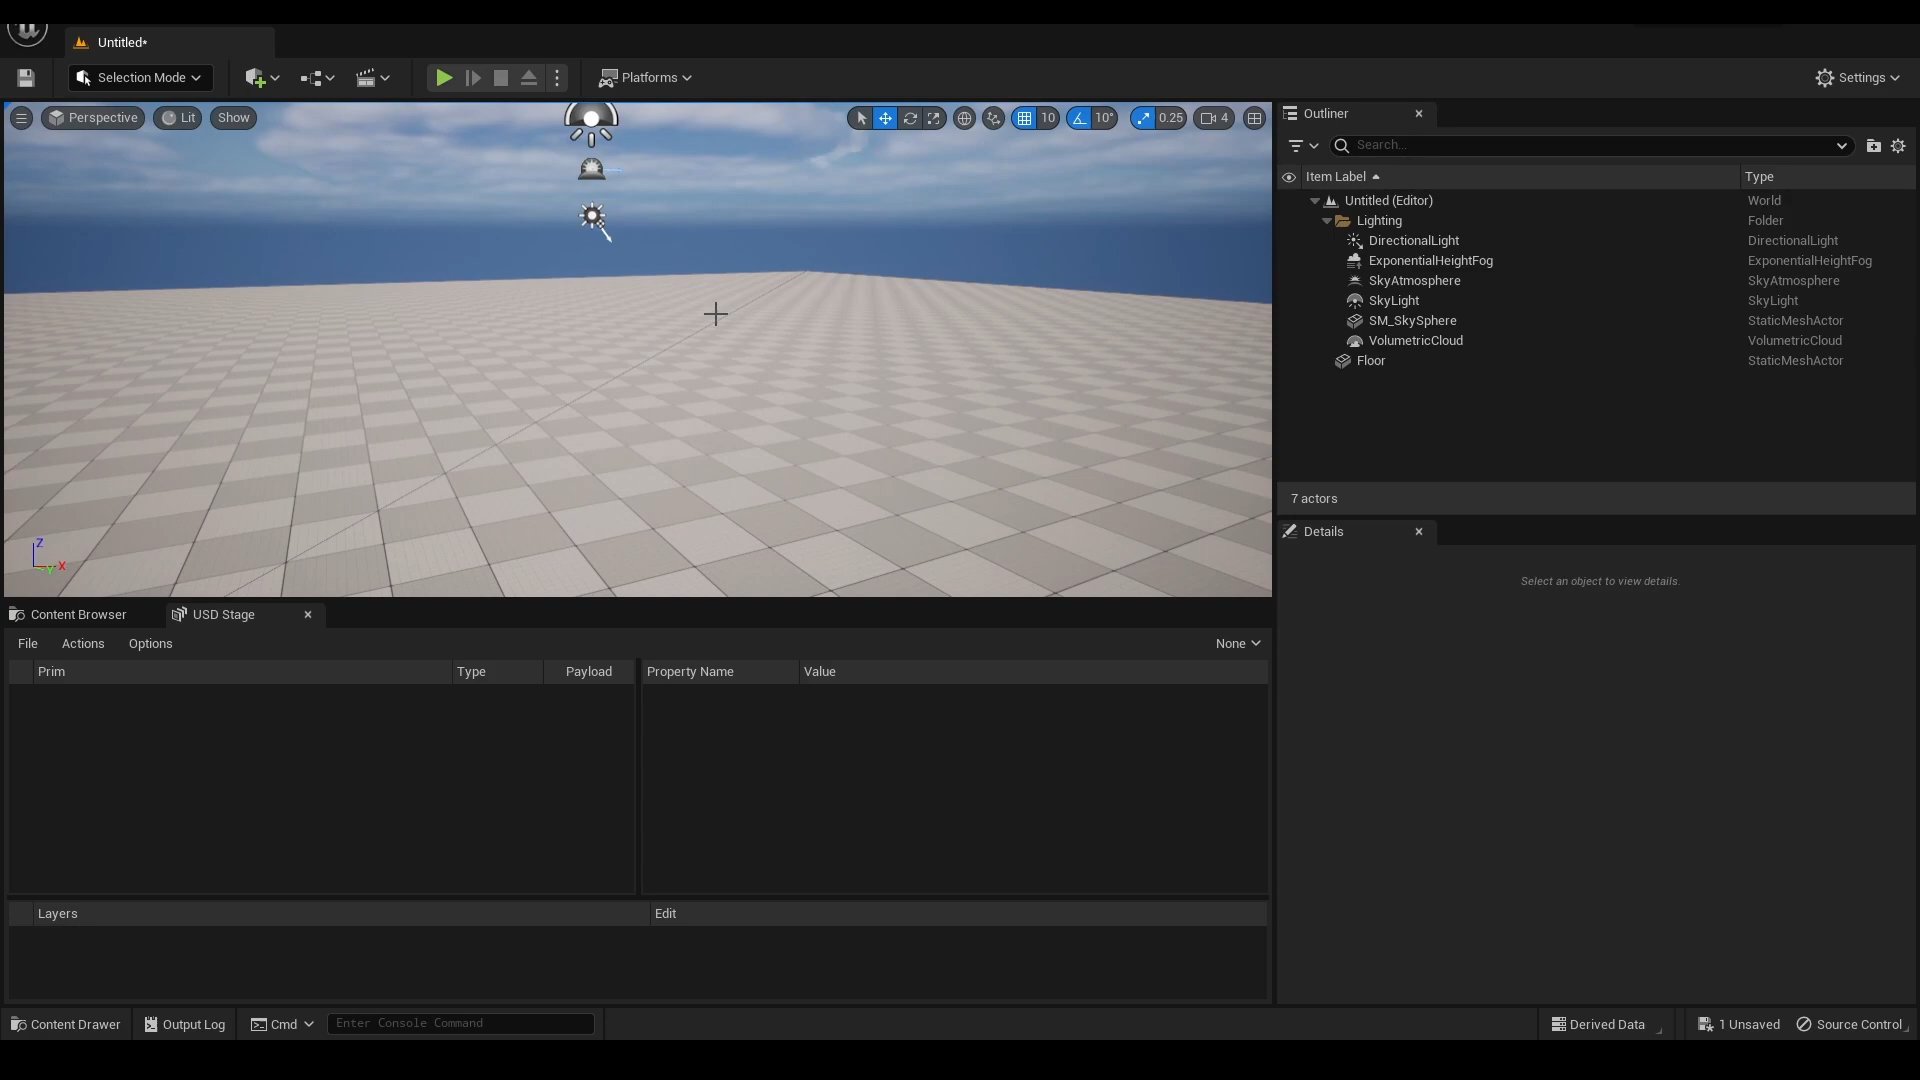 Untitled*
Selection Mode
Platforms
Settings
Perspective
Lit
Show
10
10°
0.25
4
Outliner
Search...
Item Label
Type
Untitled (Editor)
World
Lighting
Folder
DirectionalLight
DirectionalLight
ExponentialHeightFog
ExponentialHeightFog
SkyAtmosphere
SkyAtmosphere
SkyLight
SkyLight
SM_SkySphere
StaticMeshActor
VolumetricCloud
VolumetricCloud
Floor
StaticMeshActor
7 actors
Details
Select an object to view details.
Z
X
Y
Content Browser
USD Stage
File
Actions
Options
None
Prim
Type
Payload
Property Name
Value
Layers
Edit
Content Drawer
Output Log
Cmd
Enter Console Command
Derived Data
1 Unsaved
Source Control